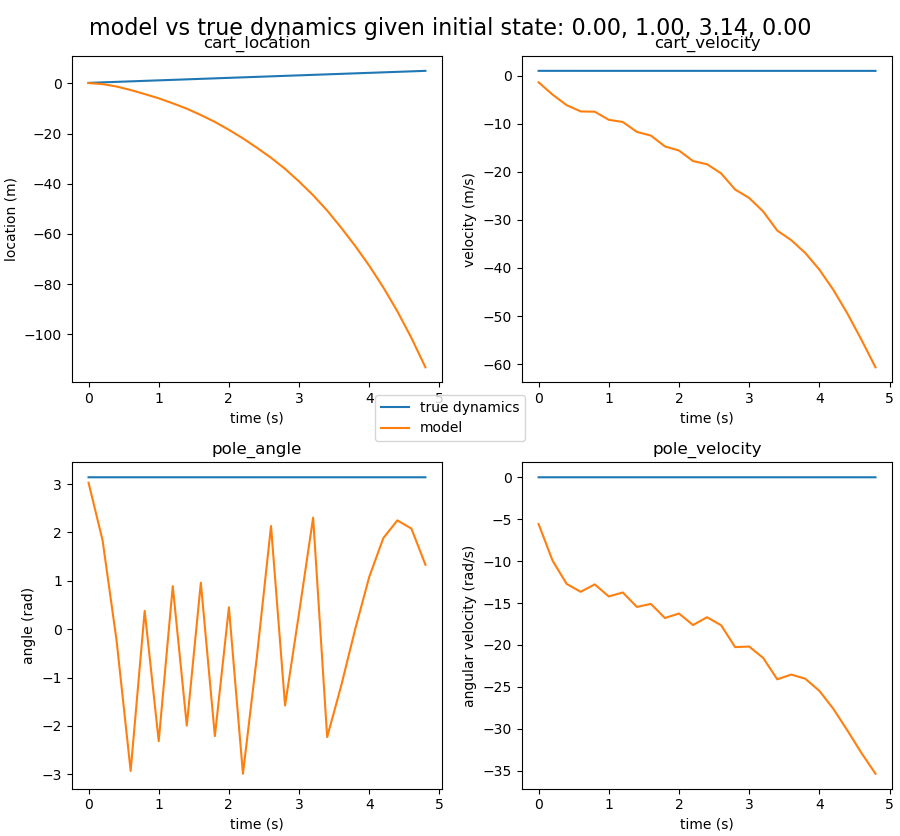 model vs true dynamics given initial state: 0.00, 1.00, 3.14, 0.00
cart_location
cart_velocity
0
−20
−40
−60
−80
−100
location (m)
0 1 2 3 4 5
time (s)
0
−10
−20
−30
−40
−50
−60
velocity (m/s)
0 1 2 3 4 5
time (s)
true dynamics
model
pole_angle
pole_velocity
3
2
1
0
−1
−2
−3
angle (rad)
0 1 2 3 4 5
time (s)
0
−5
−10
−15
−20
−25
−30
−35
angular velocity (rad/s)
0 1 2 3 4 5
time (s)